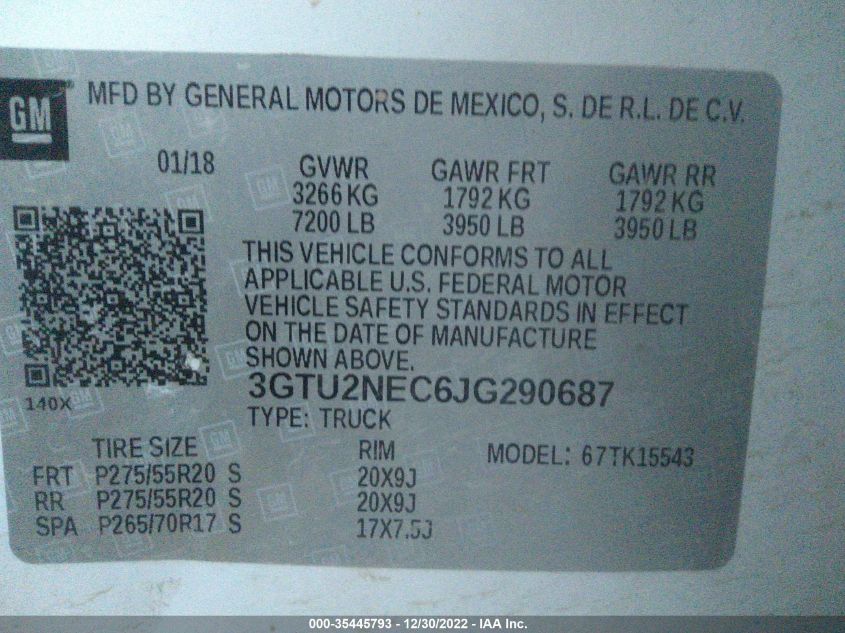 GM
MFD BY GENERAL MOTORS DE MEXICO, S. DE R.L. DE C.V.
01/18 GVWR GAWR FRT GAWR RR
3266 KG 1792 KG 1792 KG
7200 LB 3950 LB 3950 LB
THIS VEHICLE CONFORMS TO ALL
APPLICABLE U.S. FEDERAL MOTOR
VEHICLE SAFETY STANDARDS IN EFFECT
ON THE DATE OF MANUFACTURE
SHOWN ABOVE.
3GTU2NEC6JG290687
140X
TYPE: TRUCK
TIRE SIZE RIM MODEL: 67TK15543
FRT P275/55R20 S 20X9J
RR P275/55R20 S 20X9J
SPA P265/70R17 S 17X7.5J
000-35445793 - 12/30/2022 - IAA Inc.